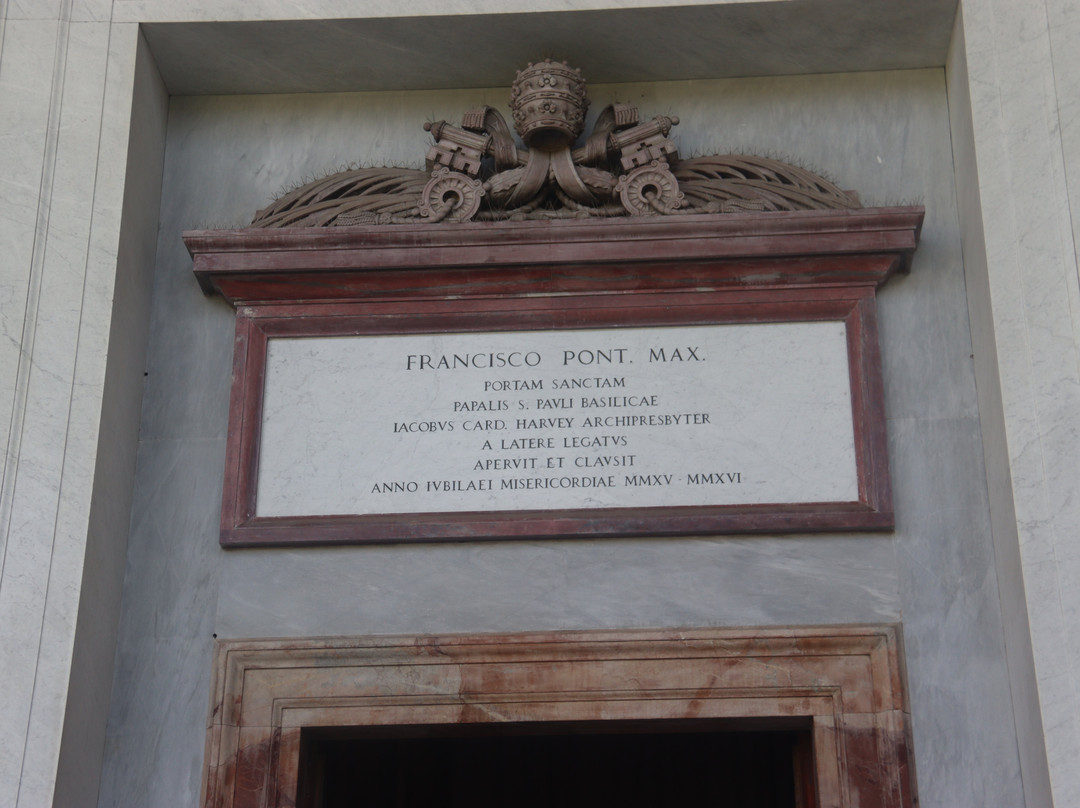 FRANCISCO PONT. MAX.
PORTAM SANCTAM
PAPALIS S. PAVLI BASILICAE
IACOBVS CARD. HARVEY ARCHIPRESBYTER
A LATERE LEGATVS
APERVIT ET CLAVSIT
ANNO IVBILAEI MISERICORDIAE MMXV - MMXVI